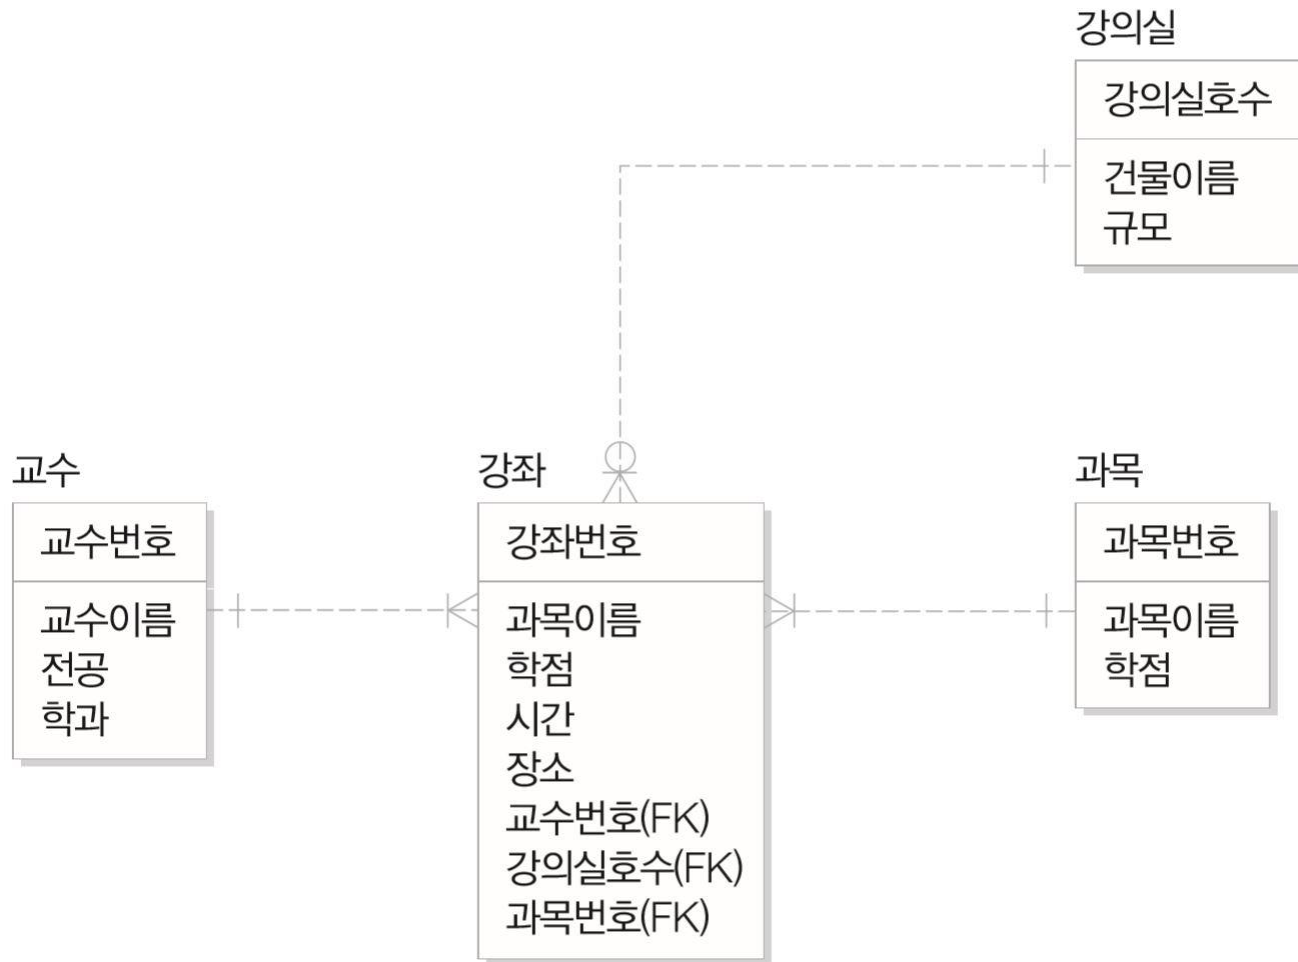 강의실
강의실호수
건물이름
규모
교수
교수번호
교수이름
전공
학과
강좌
강좌번호
과목이름
학점
시간
장소
교수번호(FK)
강의실호수(FK)
과목번호(FK)
과목
과목번호
과목이름
학점